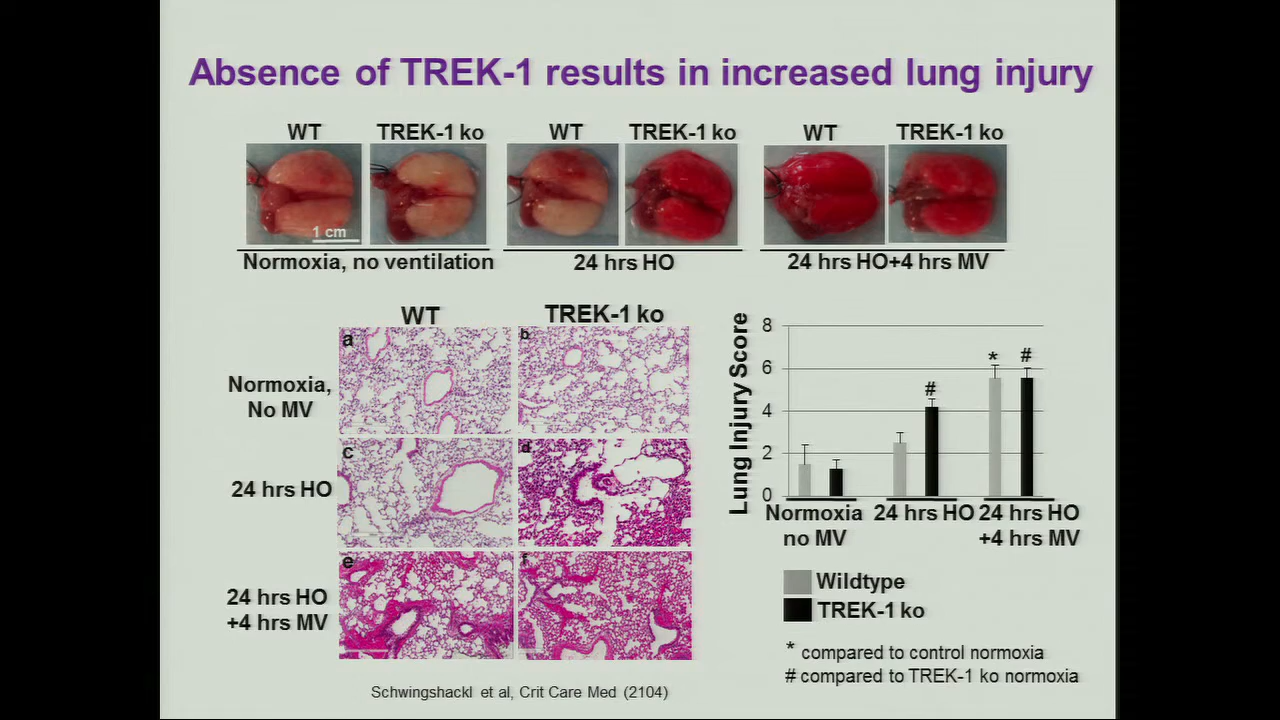 Absence of TREK-1 results in increased lung injury
WT TREK-1 ko WT TREK-1 ko WT TREK-1 ko
1 cm
Normoxia, no ventilation 24 hrs HO 24 hrs HO+4 hrs MV
WT TREK-1 ko
Normoxia,
No MV
24 hrs HO
24 hrs HO
+4 hrs MV
a b
c d
e f
Lung Injury Score
8
6
4
2
0
* #
#
Normoxia 24 hrs HO 24 hrs HO
no MV +4 hrs MV
Wildtype
TREK-1 ko
* compared to control normoxia
# compared to TREK-1 ko normoxia
Schwingshackl et al, Crit Care Med (2104)